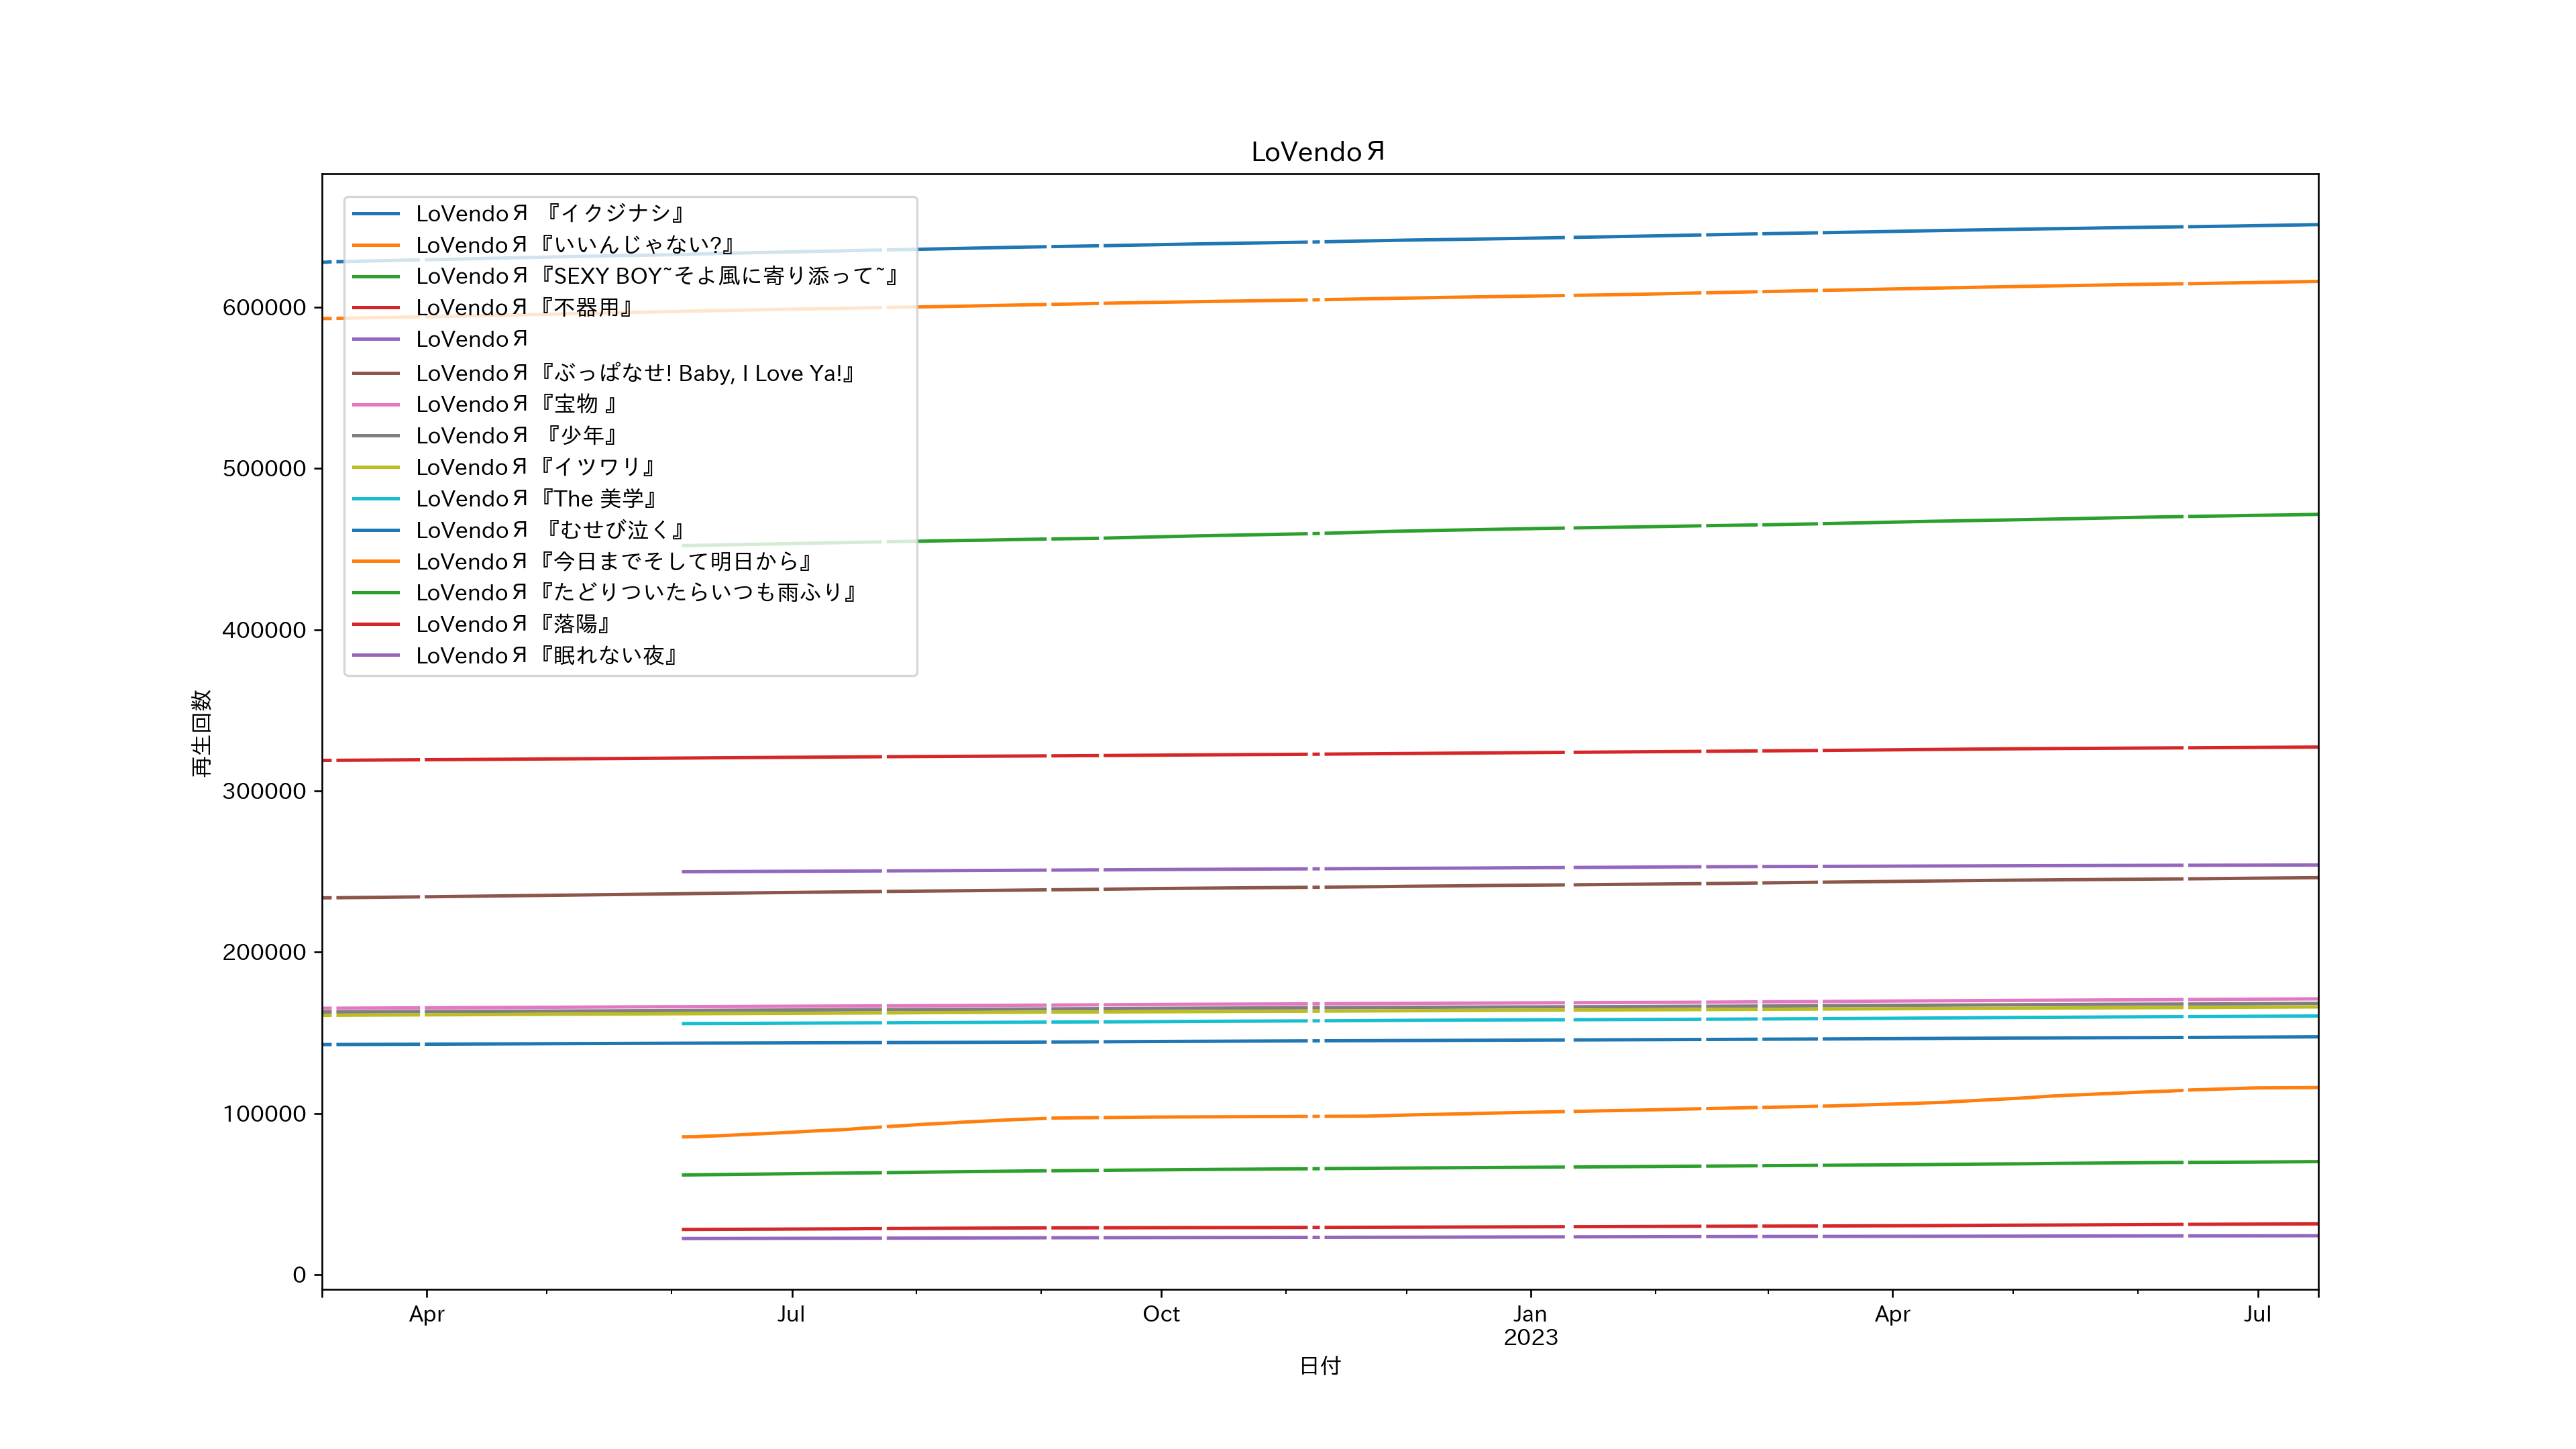 LoVendoЯ
LoVendoЯ 『イクジナシ』
LoVendoЯ『いいんじゃない?』
LoVendoЯ『SEXY BOY~そよ風に寄り添って~』
LoVendoЯ『不器用』
LoVendoЯ
LoVendoЯ『ぶっぱなせ! Baby, I Love Ya!』
LoVendoЯ『宝物 』
LoVendoЯ 『少年』
LoVendoЯ『イツワリ』
LoVendoЯ『The 美学』
LoVendoЯ 『むせび泣く』
LoVendoЯ『今日までそして明日から』
LoVendoЯ『たどりついたらいつも雨ふり』
LoVendoЯ『落陽』
LoVendoЯ『眠れない夜』
再生回数
600000
500000
400000
300000
200000
100000
0
Apr Jul Oct Jan Apr Jul
2023
日付